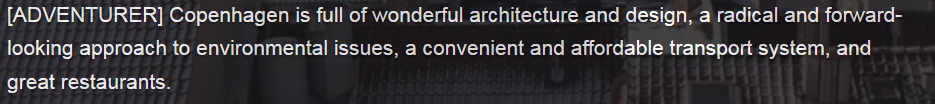 [ADVENTURER] Copenhagen is full of wonderful architecture and design, a radical and forward-
looking approach to environmental issues, a convenient and affordable transport system, and
great restaurants.